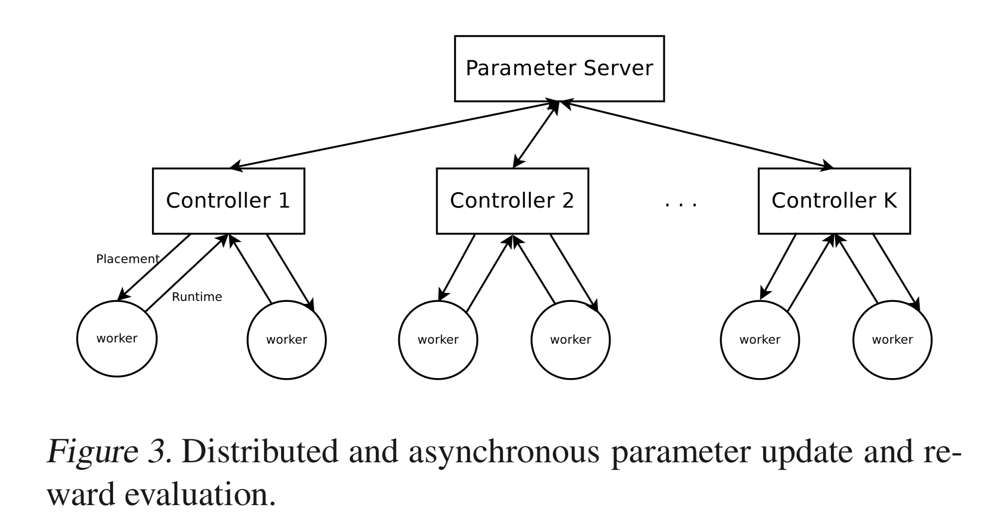 Parameter Server
Controller 1
Controller 2
. . .
Controller K
Placement
Runtime
worker
worker
worker
worker
worker
worker
Figure 3. Distributed and asynchronous parameter update and re-
ward evaluation.